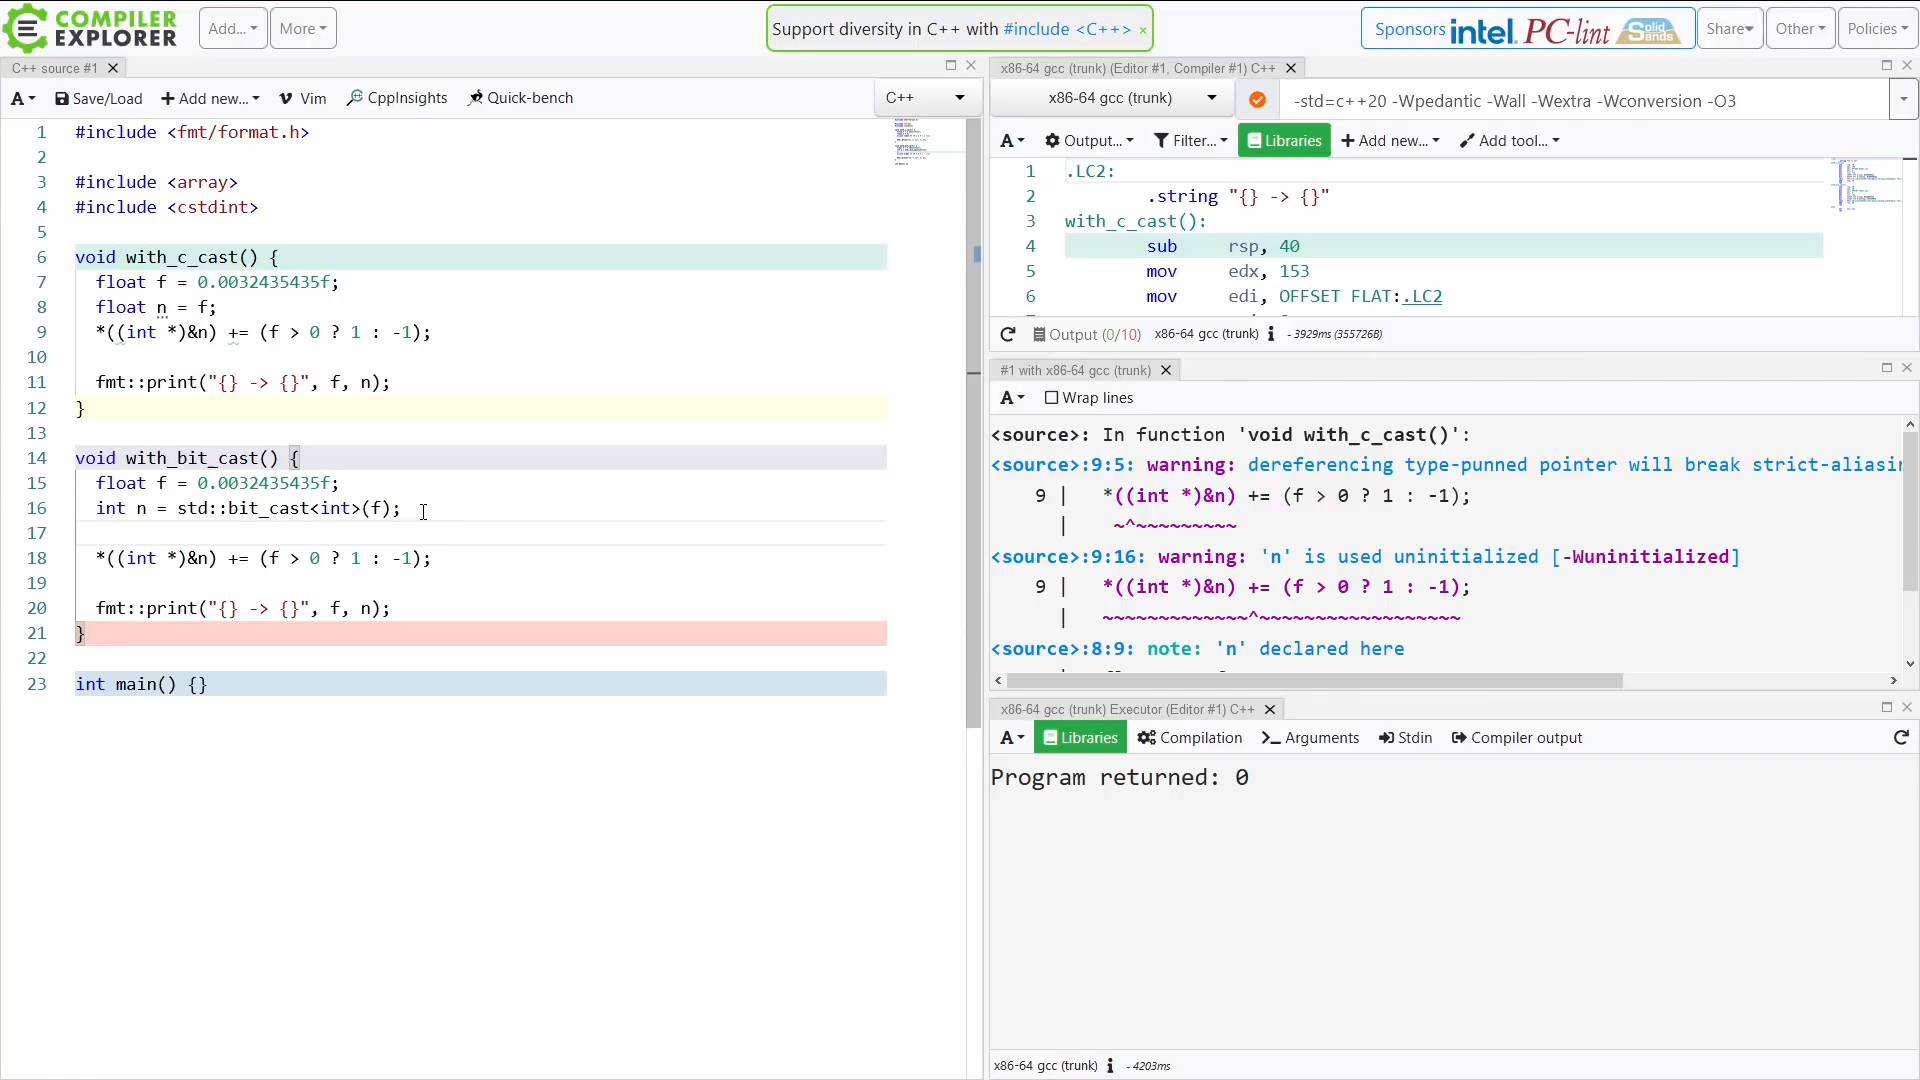 COMPILER EXPLORER
Add...
More
Support diversity in C++ with #include <C++> ×
Sponsors intel. PC-lint Solid Sands
Share
Other
Policies
C++ source #1
A
Save/Load
Add new...
Vim
CppInsights
Quick-bench
C++
1 #include <fmt/format.h>
2
3 #include <array>
4 #include <cstdint>
5
6 void with_c_cast() {
7 float f = 0.0032435435f;
8 float n = f;
9 *((int *)&n) += (f > 0 ? 1 : -1);
10
11 fmt::print("{} -> {}", f, n);
12 }
13
14 void with_bit_cast() {
15 float f = 0.0032435435f;
16 int n = std::bit_cast<int>(f);
17
18 *((int *)&n) += (f > 0 ? 1 : -1);
19
20 fmt::print("{} -> {}", f, n);
21 }
22
23 int main() {}
x86-64 gcc (trunk) (Editor #1, Compiler #1) C++
x86-64 gcc (trunk)
-std=c++20 -Wpedantic -Wall -Wextra -Wconversion -O3
A
Output...
Filter...
Libraries
Add new...
Add tool...
1 .LC2:
2 .string "{} -> {}"
3 with_c_cast():
4 sub rsp, 40
5 mov edx, 153
6 mov edi, OFFSET FLAT:.LC2
Output (0/10) x86-64 gcc (trunk) i - 3929ms (355726B)
#1 with x86-64 gcc (trunk)
A
Wrap lines
<source>: In function 'void with_c_cast()':
<source>:9:5: warning: dereferencing type-punned pointer will break strict-aliasin
9 | *((int *)&n) += (f > 0 ? 1 : -1);
| ~^~~~~~~~~~
<source>:9:16: warning: 'n' is used uninitialized [-Wuninitialized]
9 | *((int *)&n) += (f > 0 ? 1 : -1);
| ~~~~~~~~~~~~~^~~~~~~~~~~~~~~~~~~
<source>:8:9: note: 'n' declared here
x86-64 gcc (trunk) Executor (Editor #1) C++
A
Libraries
Compilation
Arguments
Stdin
Compiler output
Program returned: 0
x86-64 gcc (trunk) i - 4203ms